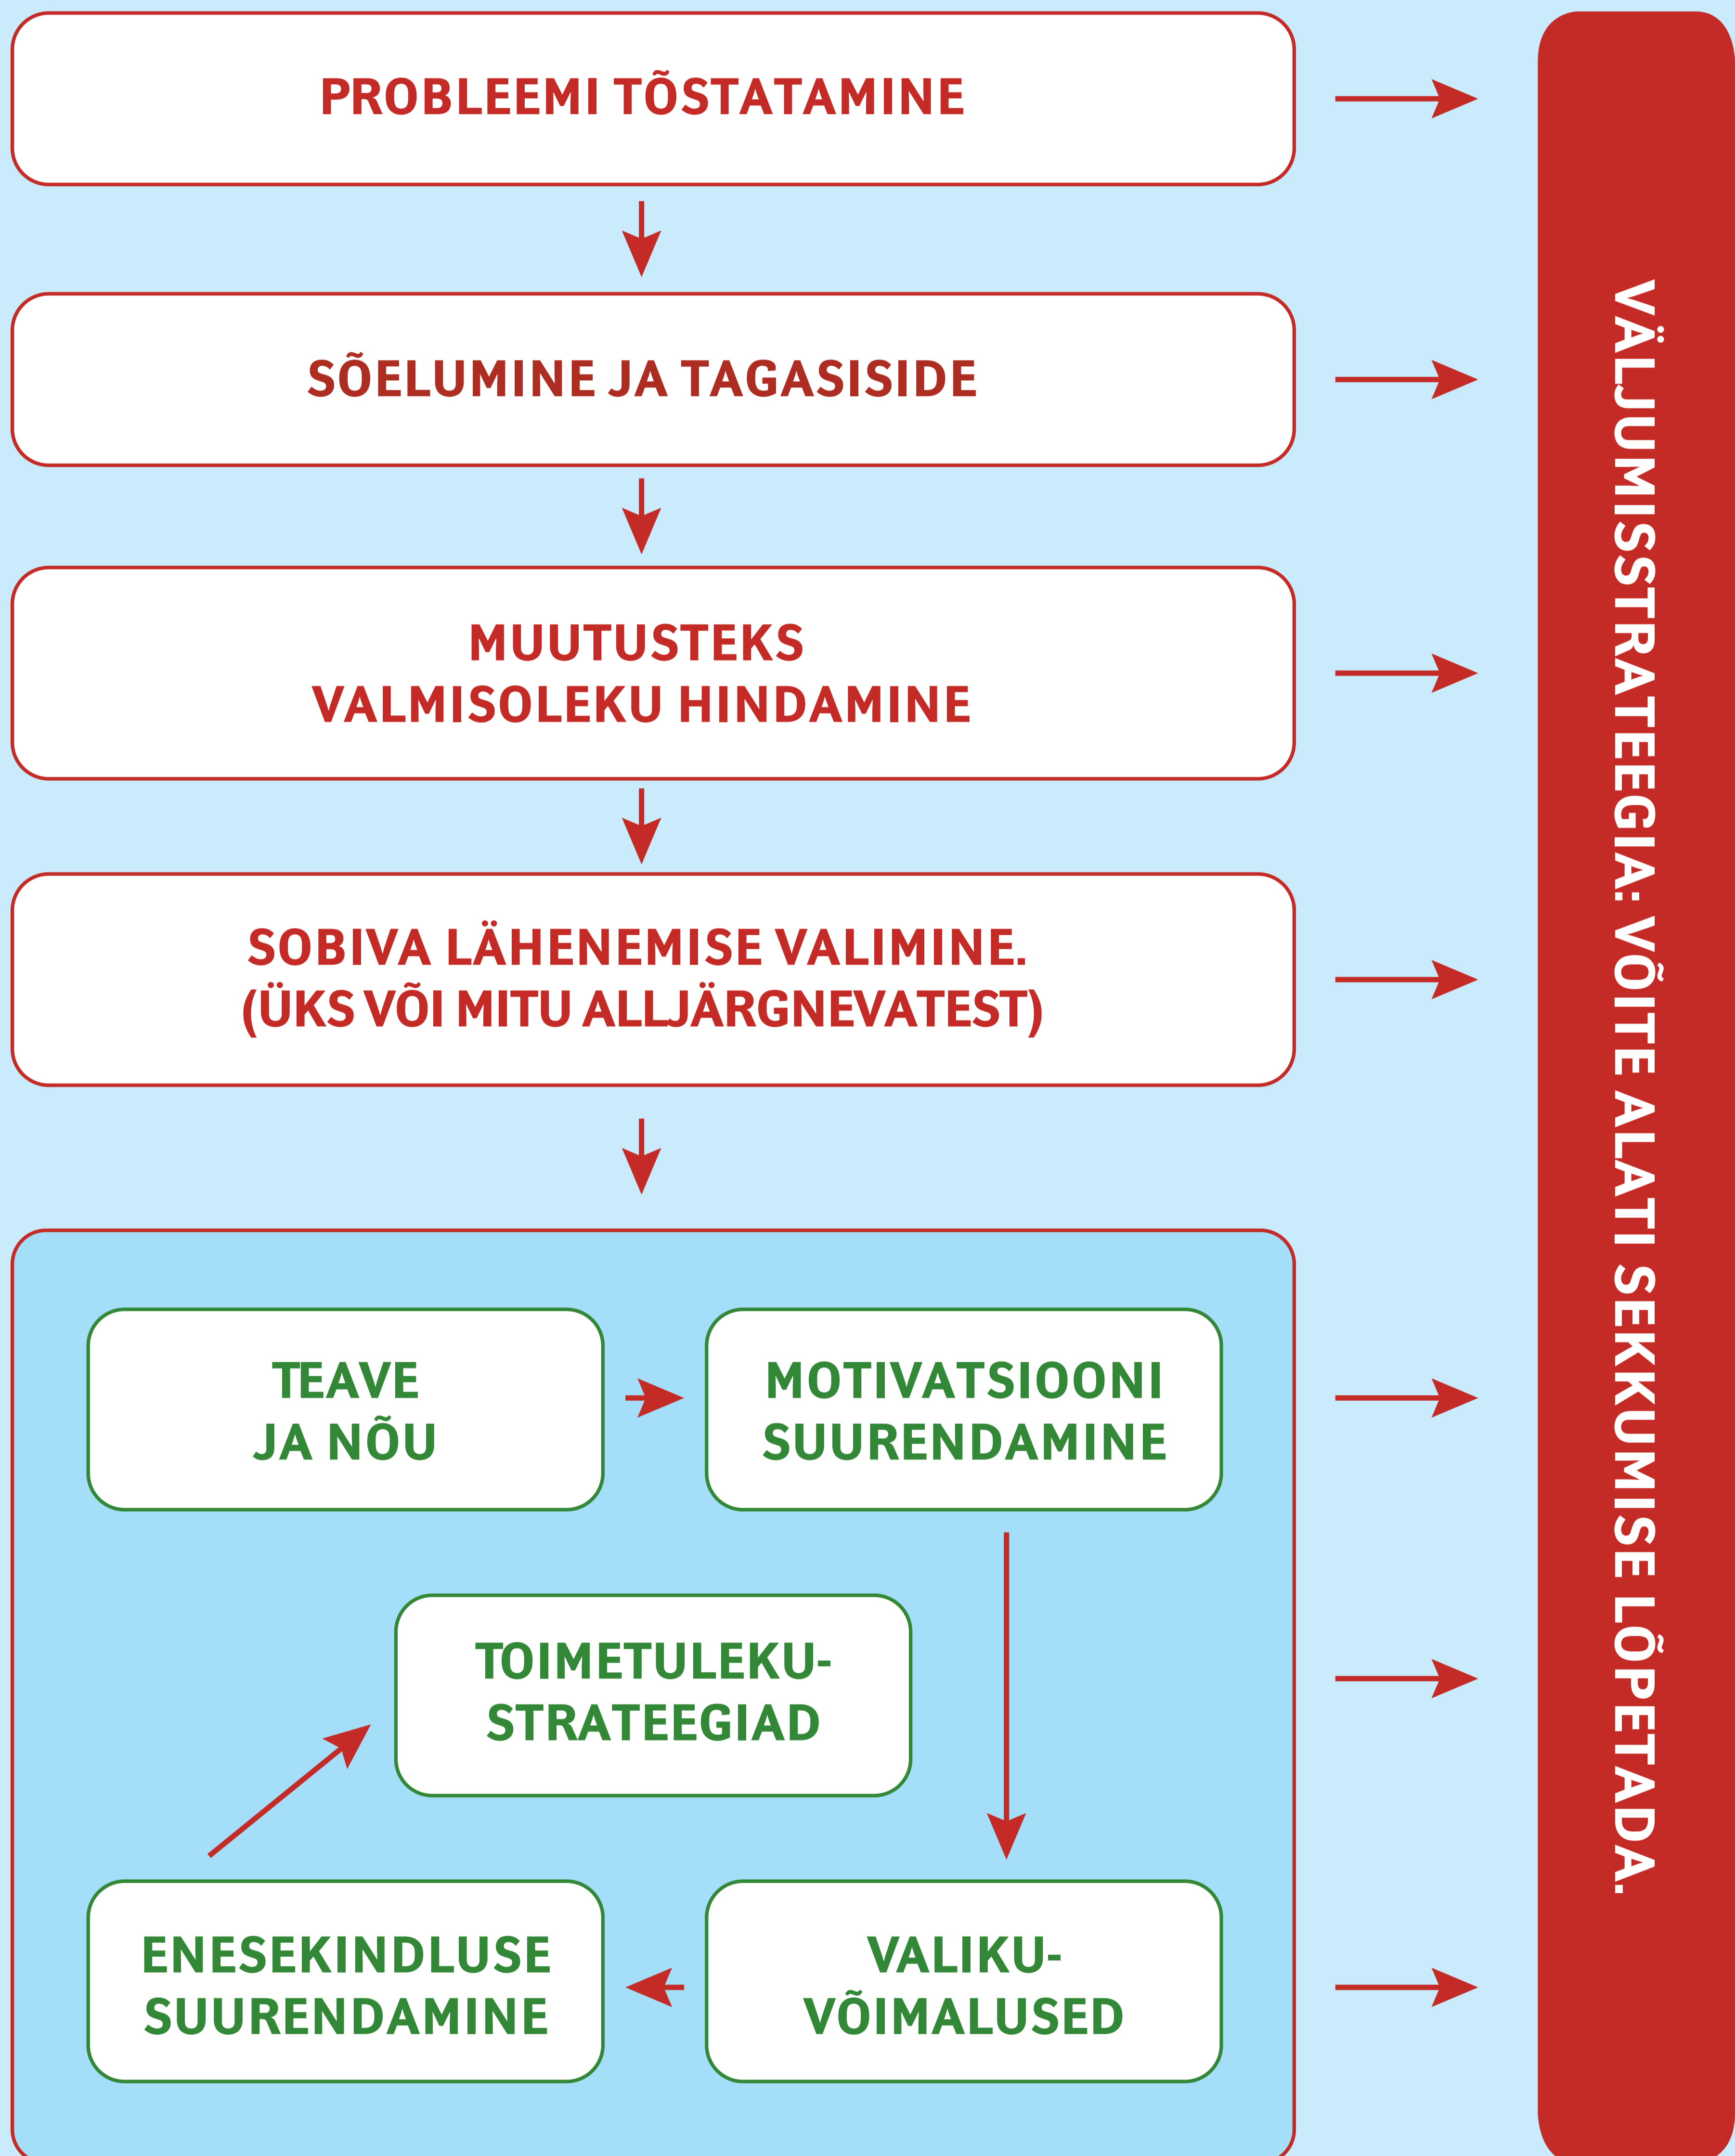 PROBLEEMI TÕSTATAMINE
SÕELUMINE JA TAGASISIDE
MUUTUSTEKS
VALMISOLEKU HINDAMINE
SOBIVA LÄHENEMISE VALIMINE.
(ÜKS VÕI MITU ALLJÄRGNEVATEST)
TEAVE
JA NÕU
MOTIVATSIOONI
SUURENDAMINE
TOIMETULEKU-
STRATEEGIAD
ENESEKINDLUSE
SUURENDAMINE
VALIKU-
VÕIMALUSED
VÄLJUMISSTRATEEGIA: VÕITE ALATI SEKKUMISE LÕPETADA.